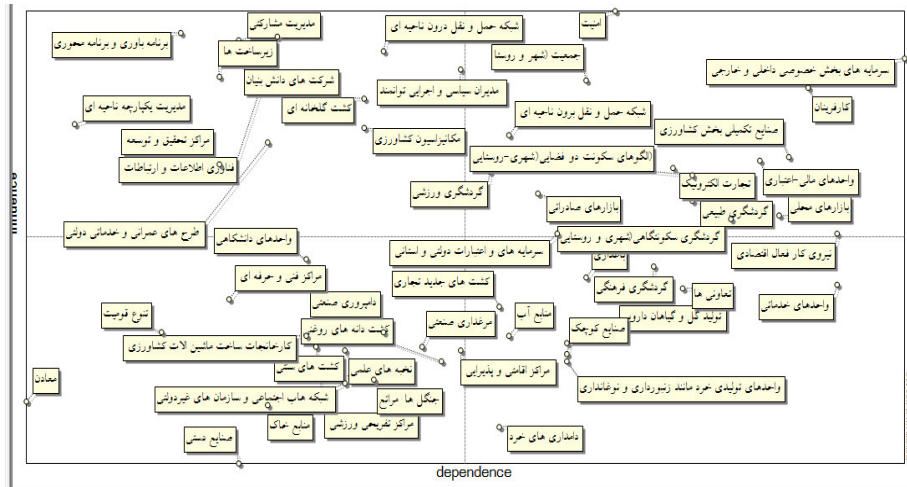 امنیت
مدیریت مشارکتی
شبکه حمل و نقل درون ناحیه ای
برنامه باوری و برنامه محوری
زیرساخت ها
جمعیت (شهر و روستا
سرمایه های بخش خصوصی داخلی و خارجی
شرکت های دانش بنیان
مدیران سیاسی و اجرایی توانمند
مدیریت یکپارچه ناحیه ای
کشت گلخانه ای
شبکه حمل و نقل برون ناحیه ای
کارفرینان
مراکز تحقیق و توسعه
مکانیزاسیون کشاورزی
صنایع تکمیلی بخش کشاورزی
فناوری اطلاعات و ارتباطات
(الگوهای سکونت دو فضایی(شهری-روستایی
تجارت الکترونیک
واحدهای مالی-اعتباری
گردشگری ورزشی
بازارهای صادراتی
گردشگری طبیعی
بازارهای محلی
طرح های عمرانی و خدماتی دولتی
واحدهای دانشگاهی
سرمایه های و اعتبارات دولتی و استانی
گردشگری سکونتگاهی(شهری و روستایی
نیروی کار فعال اقتصادی
باغداری
مراکز فنی و حرفه ای
کشت های جدید تجاری
گردشگری فرهنگی
تعاونی ها
واحدهای خدماتی
تنوع قومیت
دامپروری صنعتی
مرغداری صنعتی
منابع آب
تولید گل و گیاهان دارویی
کشت دانه های روغنی
صنایع کوچک
کارخانجات ساخت ماشین الات کشاورزی
معادن
کشت های سنتی
نخبه های علمی
مراکز اقامتی و پذیرایی
واحدهای تولیدی خرد مانند زنبورداری و نوغانداری
شبکه هاب اجتماعی و سازمان های غیردولتی
جنگل ها مراتع
منابع خاک
مراکز تفریحی ورزشی
صنایع دستی
دامداری های خرد
dependence